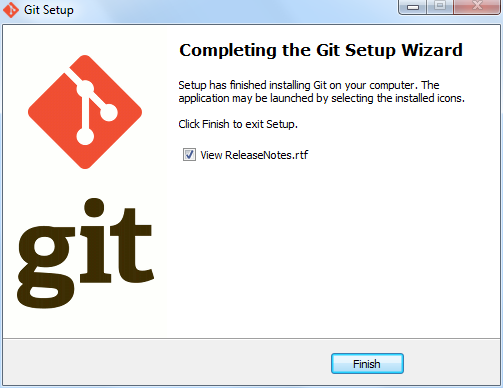 Git Setup
Completing the Git Setup Wizard
Setup has finished installing Git on your computer. The
application may be launched by selecting the installed icons.
Click Finish to exit Setup.
View ReleaseNotes.rtf
git
Finish